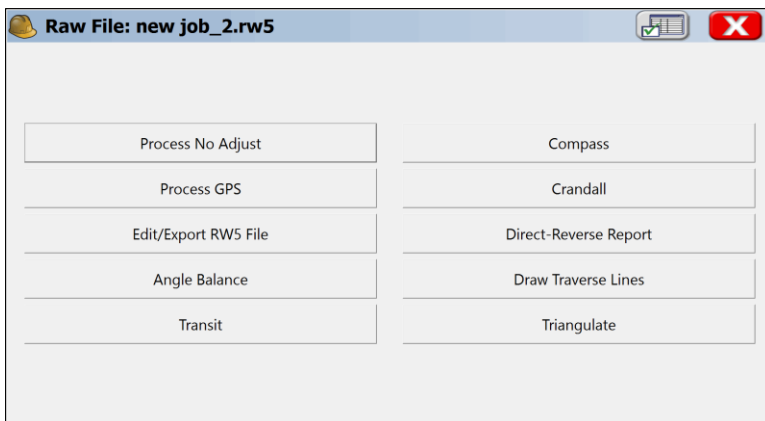 Raw File: new job_2.rw5
Process No Adjust
Compass
Process GPS
Crandall
Edit/Export RW5 File
Direct-Reverse Report
Angle Balance
Draw Traverse Lines
Transit
Triangulate